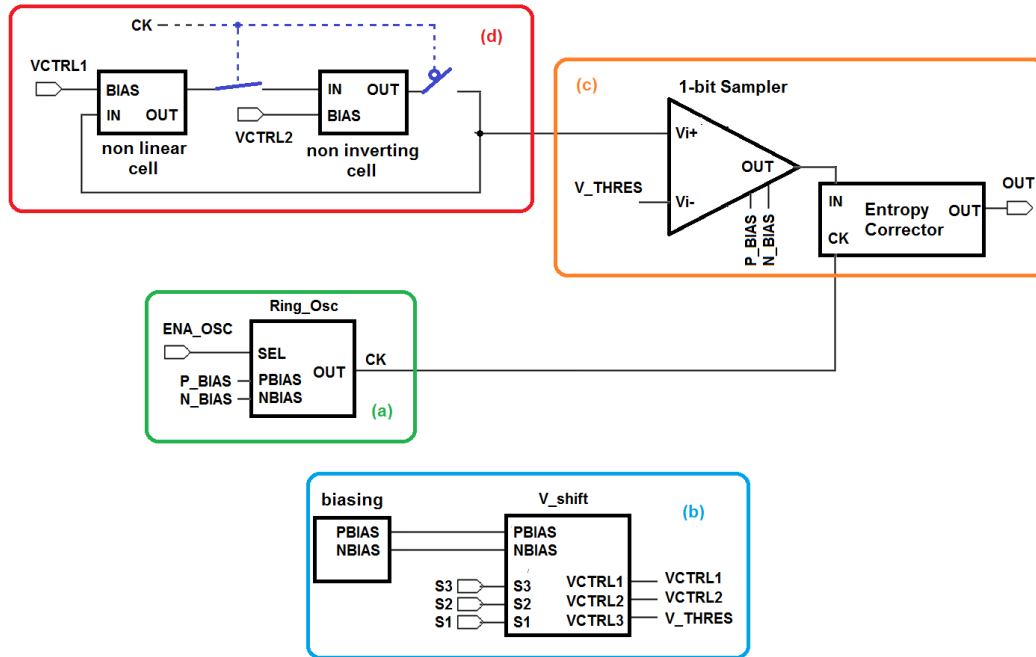 CK
(d)
VCTRL1
BIAS
IN OUT
non linear
cell
IN OUT
BIAS
VCTRL2
non inverting
cell
(c)
1-bit Sampler
Vi+
OUT
V_THRES
Vi-
P_BIAS
N_BIAS
IN
Entropy
Corrector
OUT
CK
OUT
Ring_Osc
ENA_OSC
SEL
OUT
CK
P_BIAS
PBIAS
N_BIAS
NBIAS
(a)
biasing
PBIAS
NBIAS
V_shift
(b)
PBIAS
NBIAS
S3 S3 VCTRL1 VCTRL1
S2 S2 VCTRL2 VCTRL2
S1 S1 VCTRL3 V_THRES